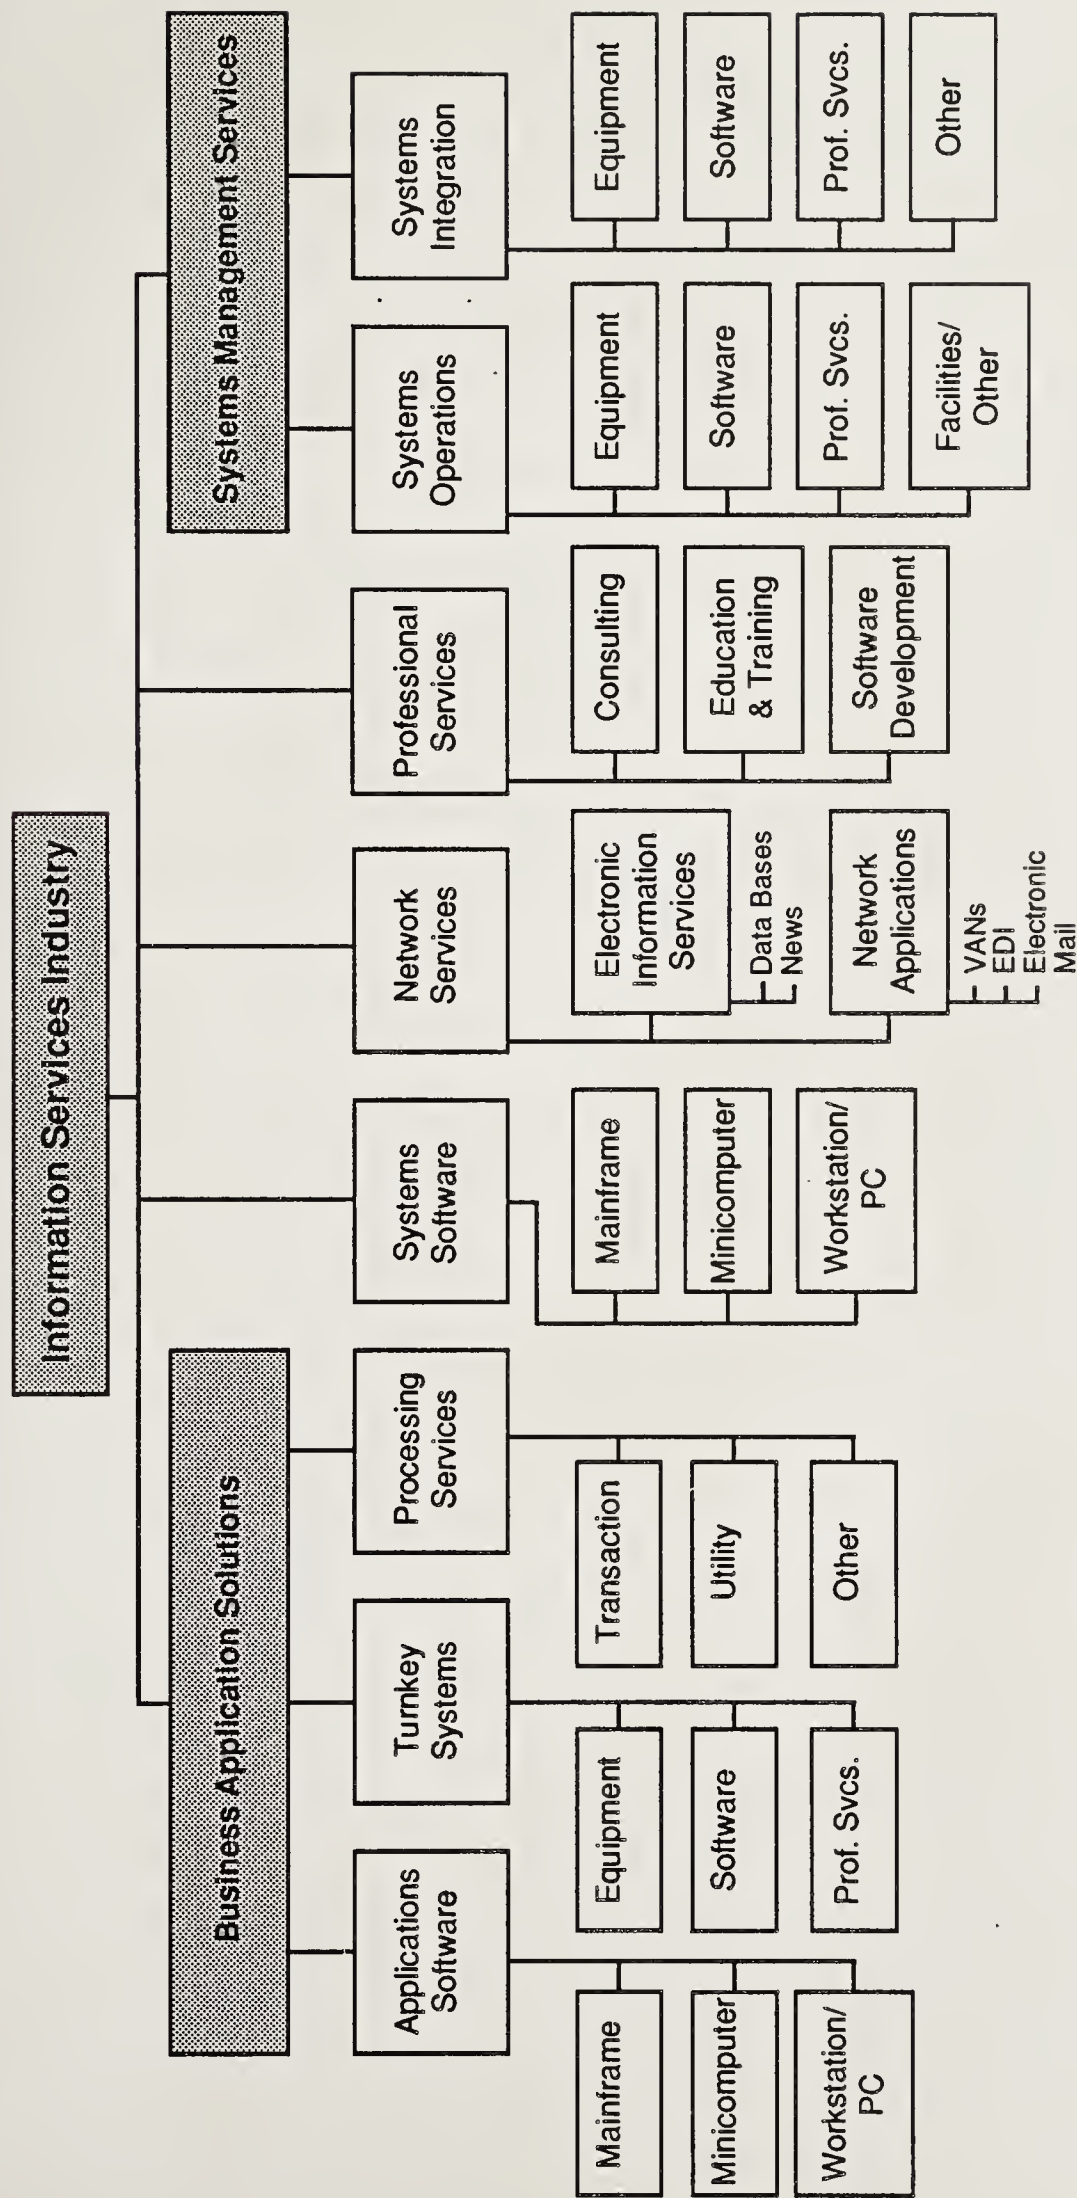 Information Services Industry
Business Application Solutions
Systems Management Services
Applications
Software
Turnkey
Systems
Processing
Services
Systems
Software
Network
Services
Professional
Services
Systems
Operations
Systems
Integration
Mainframe
Minicomputer
Workstation/
PC
Equipment
Software
Prof. Svcs.
Transaction
Utility
Other
Mainframe
Minicomputer
Workstation/
PC
Electronic
Information
Services
Data Bases
News
Network
Applications
VANs
EDI
Electronic
Mail
Consulting
Education
& Training
Software
Development
Equipment
Software
Prof. Svcs.
Facilities/
Other
Equipment
Software
Prof. Svcs.
Other